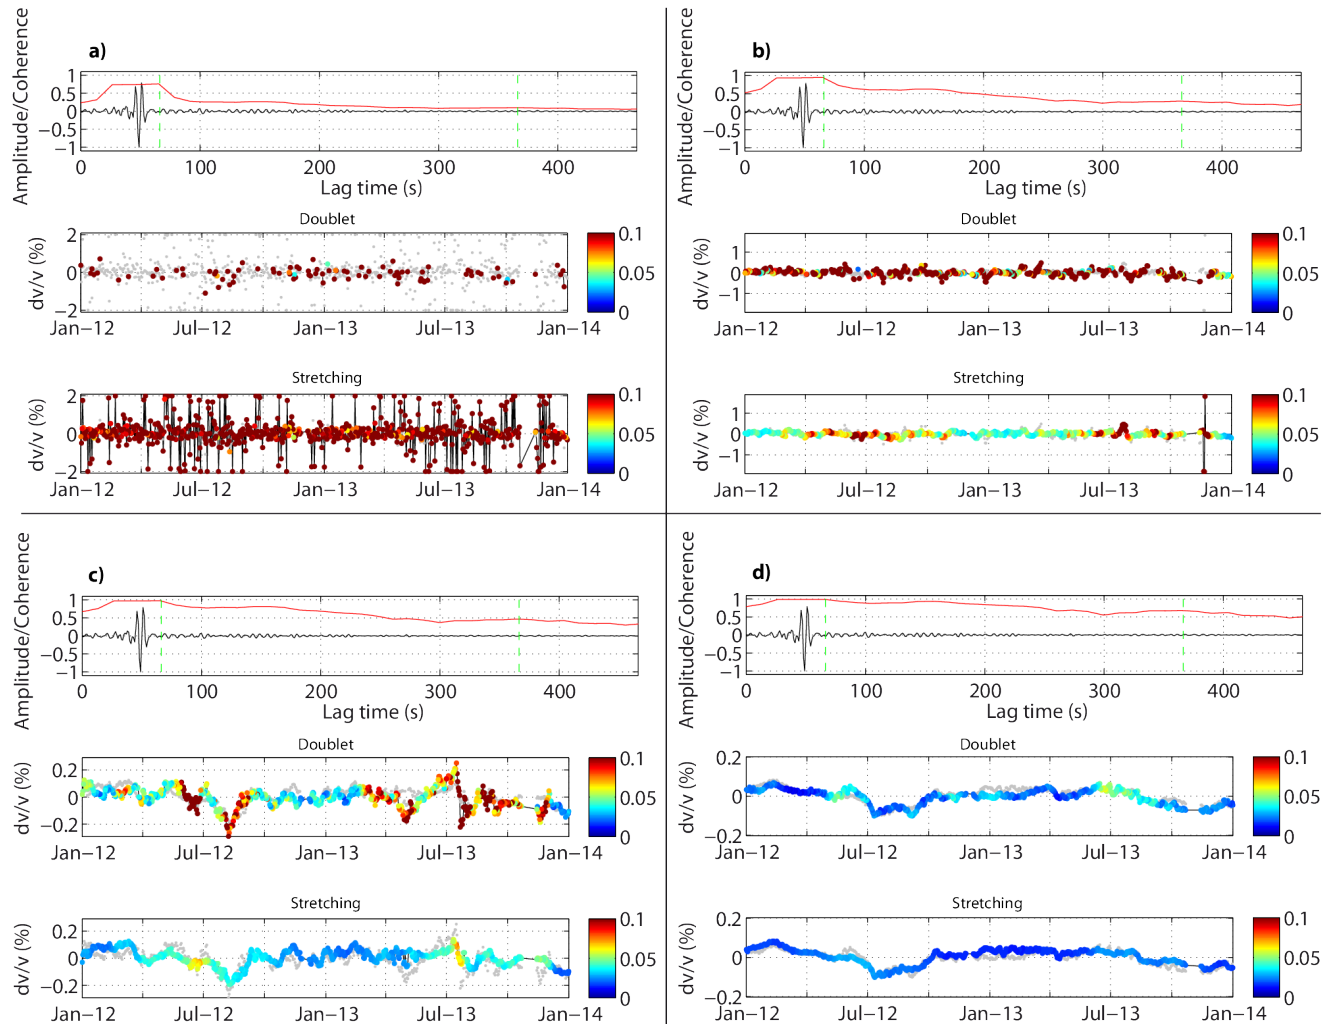 a)
Amplitude/Coherence
1
0.5
0
−0.5
−1
0 100 200 300 400
Lag time (s)
Doublet
dv/v (%)
2
0
−2
0.1
0.05
0
Jan−12 Jul−12 Jan−13 Jul−13 Jan−14
Stretching
dv/v (%)
2
0
−2
0.1
0.05
0
Jan−12 Jul−12 Jan−13 Jul−13 Jan−14
b)
Amplitude/Coherence
1
0.5
0
−0.5
−1
0 100 200 300 400
Lag time (s)
Doublet
dv/v (%)
1
0
−1
0.1
0.05
0
Jan−12 Jul−12 Jan−13 Jul−13 Jan−14
Stretching
dv/v (%)
1
0
−1
0.1
0.05
0
Jan−12 Jul−12 Jan−13 Jul−13 Jan−14
c)
Amplitude/Coherence
1
0.5
0
−0.5
−1
0 100 200 300 400
Lag time (s)
Doublet
dv/v (%)
0.2
0
−0.2
0.1
0.05
0
Jan−12 Jul−12 Jan−13 Jul−13 Jan−14
Stretching
dv/v (%)
0.2
0
−0.2
0.1
0.05
0
Jan−12 Jul−12 Jan−13 Jul−13 Jan−14
d)
Amplitude/Coherence
1
0.5
0
−0.5
−1
0 100 200 300 400
Lag time (s)
Doublet
dv/v (%)
0.2
0
−0.2
0.1
0.05
0
Jan−12 Jul−12 Jan−13 Jul−13 Jan−14
Stretching
dv/v (%)
0.2
0
−0.2
0.1
0.05
0
Jan−12 Jul−12 Jan−13 Jul−13 Jan−14